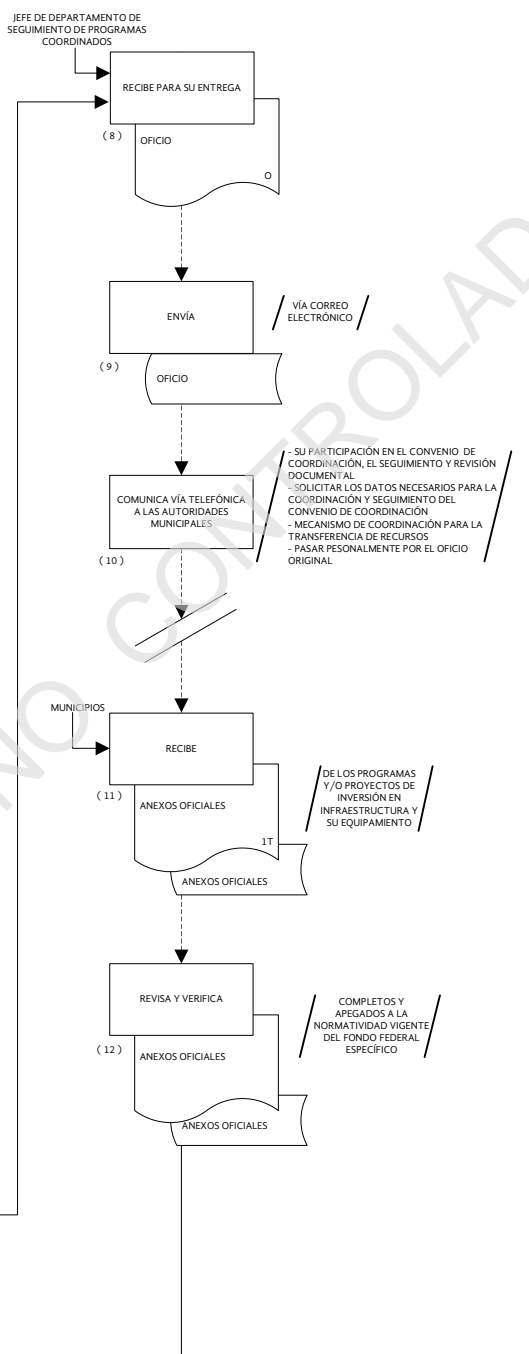 JEFE DE DEPARTAMENTO DE
SEGUIMIENTO DE PROGRAMAS
COORDINADOS
RECIBE PARA SU ENTREGA
( 8 )
OFICIO
O
ENVÍA
VÍA CORREO
ELECTRÓNICO
( 9 )
OFICIO
COMUNICA VÍA TELEFÓNICA
A LAS AUTORIDADES
MUNICIPALES
- SU PARTICIPACIÓN EN EL CONVENIO DE
COORDINACIÓN, EL SEGUIMIENTO Y REVISIÓN
DOCUMENTAL
- SOLICITAR LOS DATOS NECESARIOS PARA LA
COORDINACIÓN Y SEGUIMIENTO DEL
CONVENIO DE COORDINACIÓN
- MECANISMO DE COORDINACIÓN PARA LA
TRANSFERENCIA DE RECURSOS
- PASAR PESONALMENTE POR EL OFICIO
ORIGINAL
( 10 )
MUNICIPIOS
RECIBE
( 11 )
ANEXOS OFICIALES
1T
ANEXOS OFICIALES
DE LOS PROGRAMAS
Y/O PROYECTOS DE
INVERSIÓN EN
INFRAESTRUCTURA Y
SU EQUIPAMIENTO
REVISA Y VERIFICA
( 12 )
ANEXOS OFICIALES
ANEXOS OFICIALES
COMPLETOS Y
APEGADOS A LA
NORMATIVIDAD VIGENTE
DEL FONDO FEDERAL
ESPECÍFICO
NO CONTROLAD